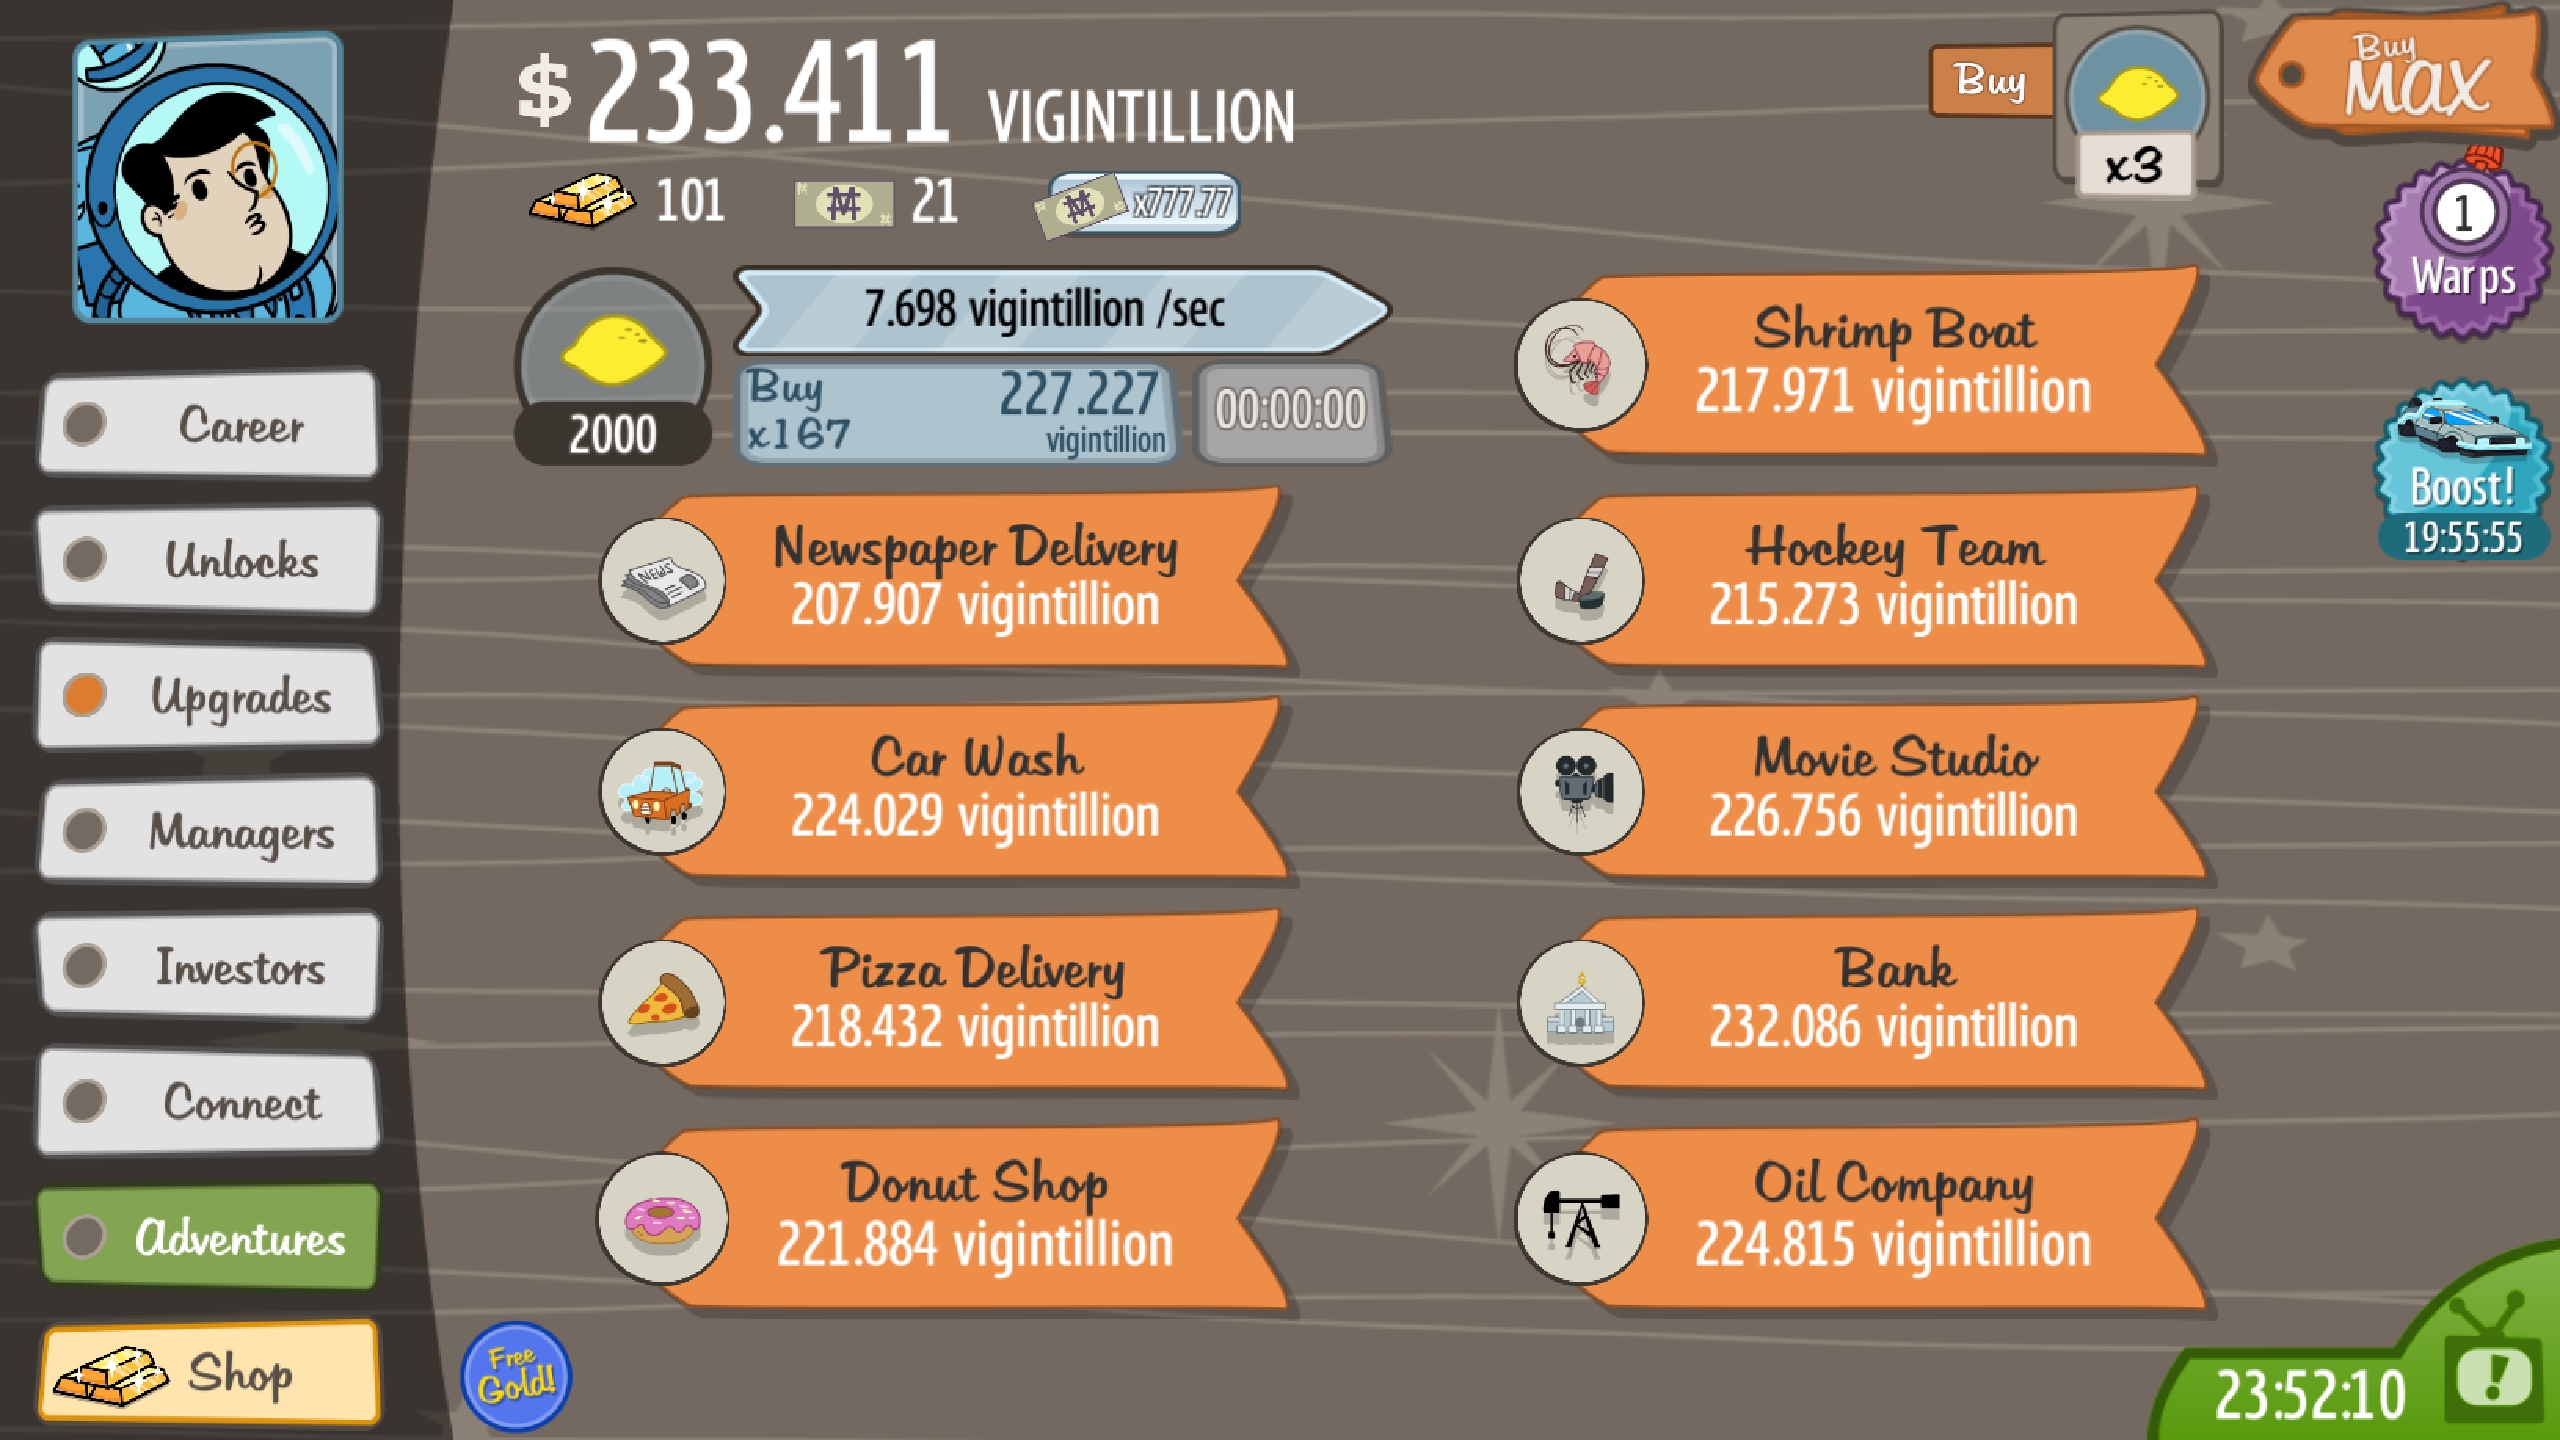 $233.411 VIGINTILLION
101 21 x777.77
Buy
x3
Buy
MAX
1
Warps
Boost!
19:55:55
Career
Unlocks
Upgrades
Managers
Investors
Connect
Adventures
Shop
2000
7.698 vigintillion /sec
Buy
x167
227.227
vigintillion
00:00:00
Newspaper Delivery
207.907 vigintillion
Car Wash
224.029 vigintillion
Pizza Delivery
218.432 vigintillion
Donut Shop
221.884 vigintillion
Shrimp Boat
217.971 vigintillion
Hockey Team
215.273 vigintillion
Movie Studio
226.756 vigintillion
Bank
232.086 vigintillion
Oil Company
224.815 vigintillion
NEWS
Free
Gold!
23:52:10
!